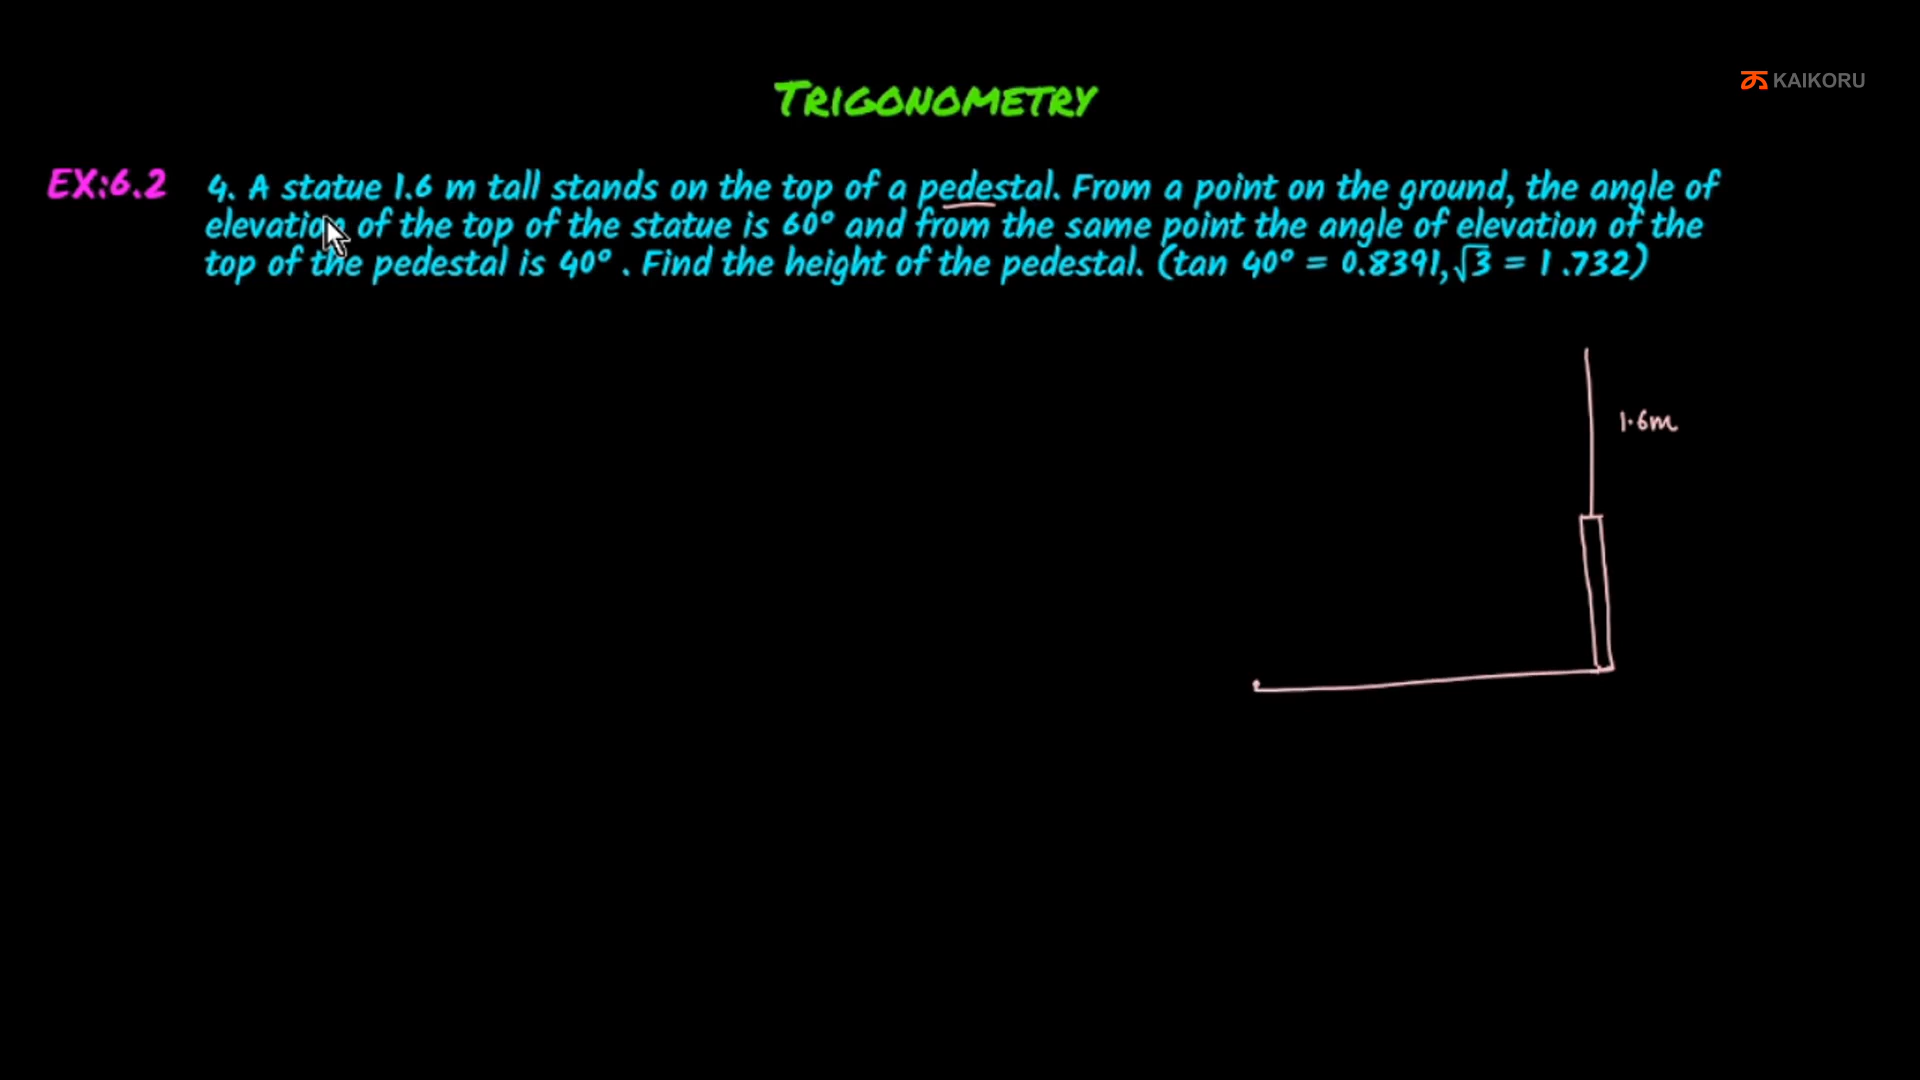 TRIGONOMETRY
KAIKORU
EX:6.2 4. A statue 1.6 m tall stands on the top of a pedestal. From a point on the ground, the angle of
elevation of the top of the statue is 60° and from the same point the angle of elevation of the
top of the pedestal is 40° . Find the height of the pedestal. (tan 40° = 0.8391, √3 = 1 .732)
1.6m